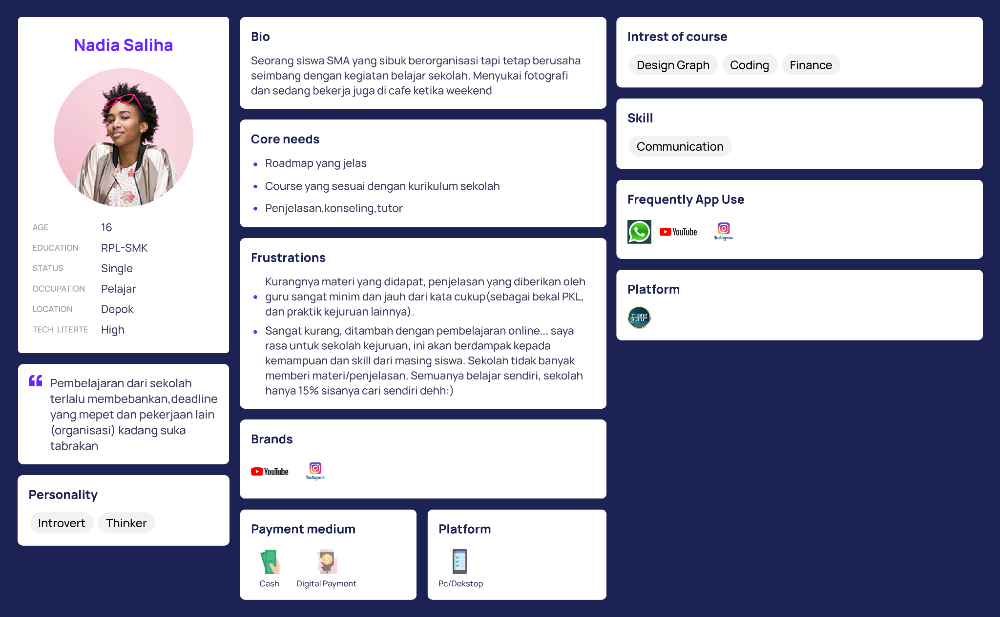 Nadia Saliha
AGE 16
EDUCATION RPL-SMK
STATUS Single
OCCUPATION Pelajar
LOCATION Depok
TECH LITERTE High
“ Pembelajaran dari sekolah
terlalu membebankan,deadline
yang mepet dan pekerjaan lain
(organisasi) kadang suka
tabrakan
Personality
Introvert Thinker
Bio
Seorang siswa SMA yang sibuk berorganisasi tapi tetap berusaha
seimbang dengan kegiatan belajar sekolah. Menyukai fotografi
dan sedang bekerja juga di cafe ketika weekend
Core needs
• Roadmap yang jelas
• Course yang sesuai dengan kurikulum sekolah
• Penjelasan,konseling,tutor
Frustrations
Kurangnya materi yang didapat, penjelasan yang diberikan oleh
• guru sangat minim dan jauh dari kata cukup(sebagai bekal PKL,
dan praktik kejuruan lainnya).
• Sangat kurang, ditambah dengan pembelajaran online... saya
rasa untuk sekolah kejuruan, ini akan berdampak kepada
kemampuan dan skill dari masing siswa. Sekolah tidak banyak
memberi materi/penjelasan. Semuanya belajar sendiri, sekolah
hanya 15% sisanya cari sendiri dehh:)
Brands
YouTube Instagram
Payment medium
Cash Digital Payment
Platform
Pc/Dekstop
Intrest of course
Design Graph Coding Finance
Skill
Communication
Frequently App Use
YouTube Instagram
Platform
ruang
guru